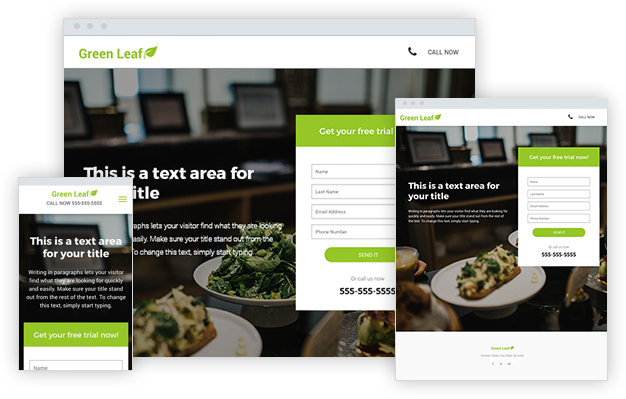 Green Leaf
CALL NOW
Get your free trial now!
This is a text area for
title
Name
Last Name
Email Address
Phone Number
SEND IT
Or call us now
555-555-5555
phs lets your visitor find what they are looking
easily. Make sure your title stand out from the
To change this text, simply start typing.
Green Leaf
CALL NOW 555-555-5555
This is a text area
for your title
Writing in paragraphs lets your visitor
find what they are looking for quickly
and easily. Make sure your title stand
out from the rest of the text. To change
this text, simply start typing.
Get your free trial now!
Name
Green Leaf
CALL NOW
This is a text area for
your title
Writing in paragraphs lets your visitor find what they are looking for
quickly and easily. Make sure your title stand out from the rest of
the text. To change this text, simply start typing.
Get your free trial now!
Name
Last Name
Email Address
Phone Number
SEND IT
Or call us now
555-555-5555
Green Leaf